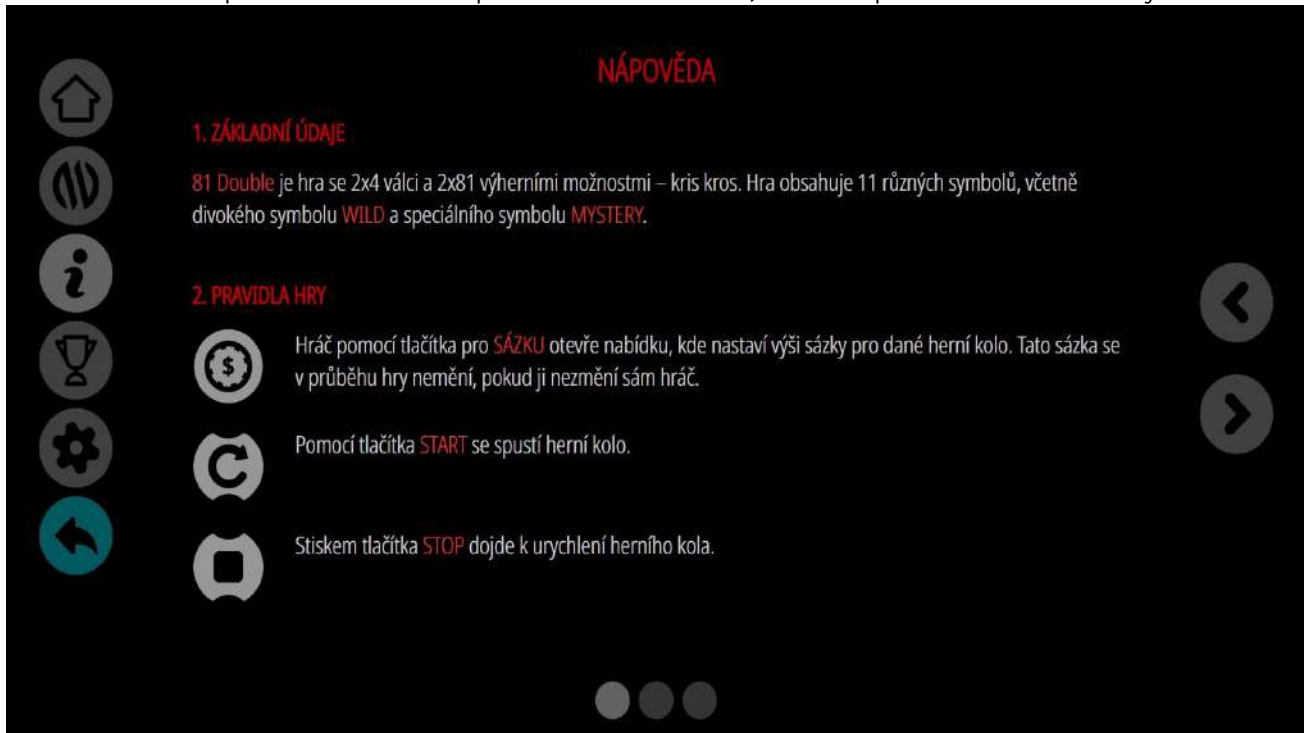 NÁPOVĚDA
1. ZÁKLADNÍ ÚDAJE
81 Double je hra se 2x4 válci a 2x81 výherními možnostmi – kris kros. Hra obsahuje 11 různých symbolů, včetně
divokého symbolu WILD a speciálního symbolu MYSTERY.
2. PRAVIDLA HRY
Hráč pomocí tlačítka pro SÁZKU otevře nabídku, kde nastaví výši sázky pro dané herní kolo. Tato sázka se
v průběhu hry nemění, pokud ji nezmění sám hráč.
Pomocí tlačítka START se spustí herní kolo.
Stiskem tlačítka STOP dojde k urychlení herního kola.